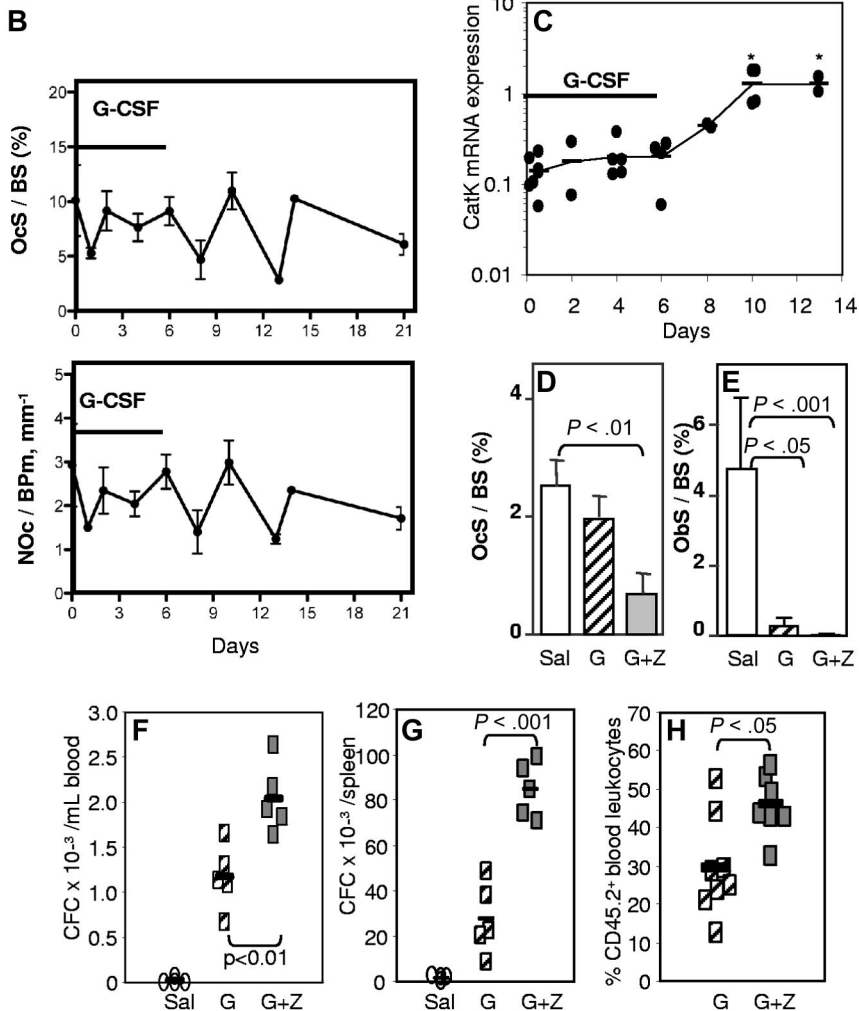 B
OcS / BS (%)
20
15
10
5
0
G-CSF
0 3 6 9 12 15 18 21
NOc / BPm, mm⁻¹
5
4
3
2
1
0
G-CSF
0 3 6 9 12 15 18 21
Days
C
CatK mRNA expression
10
1
0.1
0.01
G-CSF
* *
0 2 4 6 8 10 12 14
Days
D
OcS / BS (%)
4
2
0
P < .01
Sal G G+Z
E
ObS / BS (%)
6
4
2
0
P < .001
P < .05
Sal G G+Z
F
CFC x 10⁻³ /mL blood
3.0
2.0
1.5
1.0
0.5
0.0
p<0.01
Sal G G+Z
G
CFC x 10⁻³ /spleen
120
100
80
60
40
20
0
P < .001
Sal G G+Z
H
% CD45.2⁺ blood leukocytes
70
60
50
40
30
20
10
0
P < .05
G G+Z